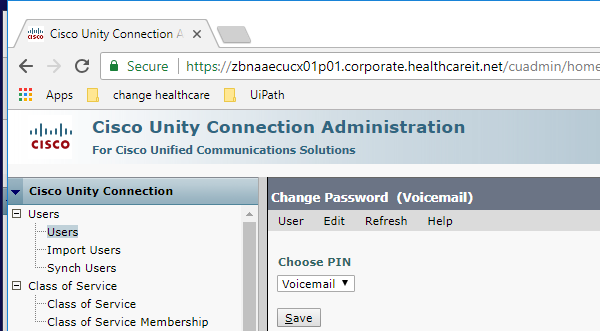 Cisco Unity Connection A
Secure https://zbnaaecucx01p01.corporate.healthcareit.net/cuadmin/home
Apps change healthcare UiPath
CISCO
Cisco Unity Connection Administration
For Cisco Unified Communications Solutions
Cisco Unity Connection
Users
Users
Import Users
Synch Users
Class of Service
Class of Service
Class of Service Membership
Change Password (Voicemail)
User Edit Refresh Help
Choose PIN
Voicemail
Save